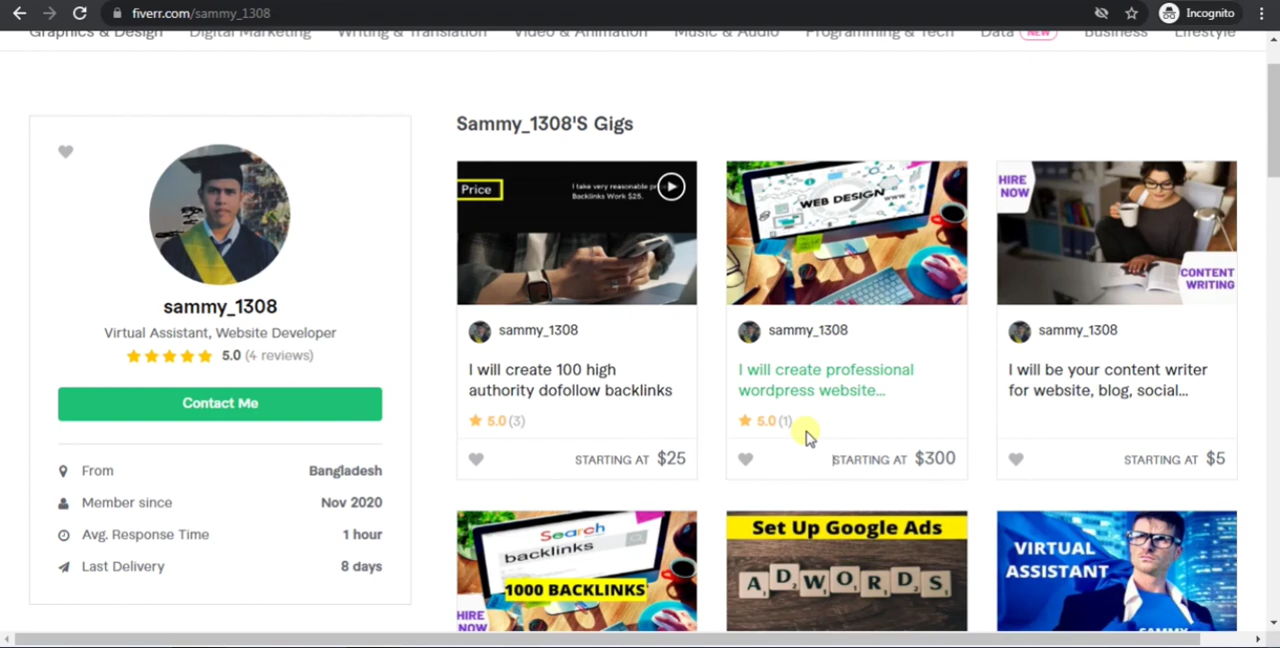 fiverr.com/sammy_1308
Incognito
Graphics & Design Digital Marketing Writing & Translation Video & Animation Music & Audio Programming & Tech Data NEW Business Lifestyle
sammy_1308
Virtual Assistant, Website Developer
5.0 (4 reviews)
Contact Me
From Bangladesh
Member since Nov 2020
Avg. Response Time 1 hour
Last Delivery 8 days
Sammy_1308'S Gigs
Price
I take very reasonable pr
Backlinks Work $25.
sammy_1308
I will create 100 high
authority dofollow backlinks
5.0 (3)
STARTING AT $25
WEB DESIGN
sammy_1308
I will create professional
wordpress website...
5.0 (1)
STARTING AT $300
HIRE
NOW
CONTENT
WRITING
sammy_1308
I will be your content writer
for website, blog, social...
STARTING AT $5
Search
backlinks
1000 BACKLINKS
HIRE
NOW
Set Up Google Ads
ADWORDS
VIRTUAL
ASSISTANT
SAMMY